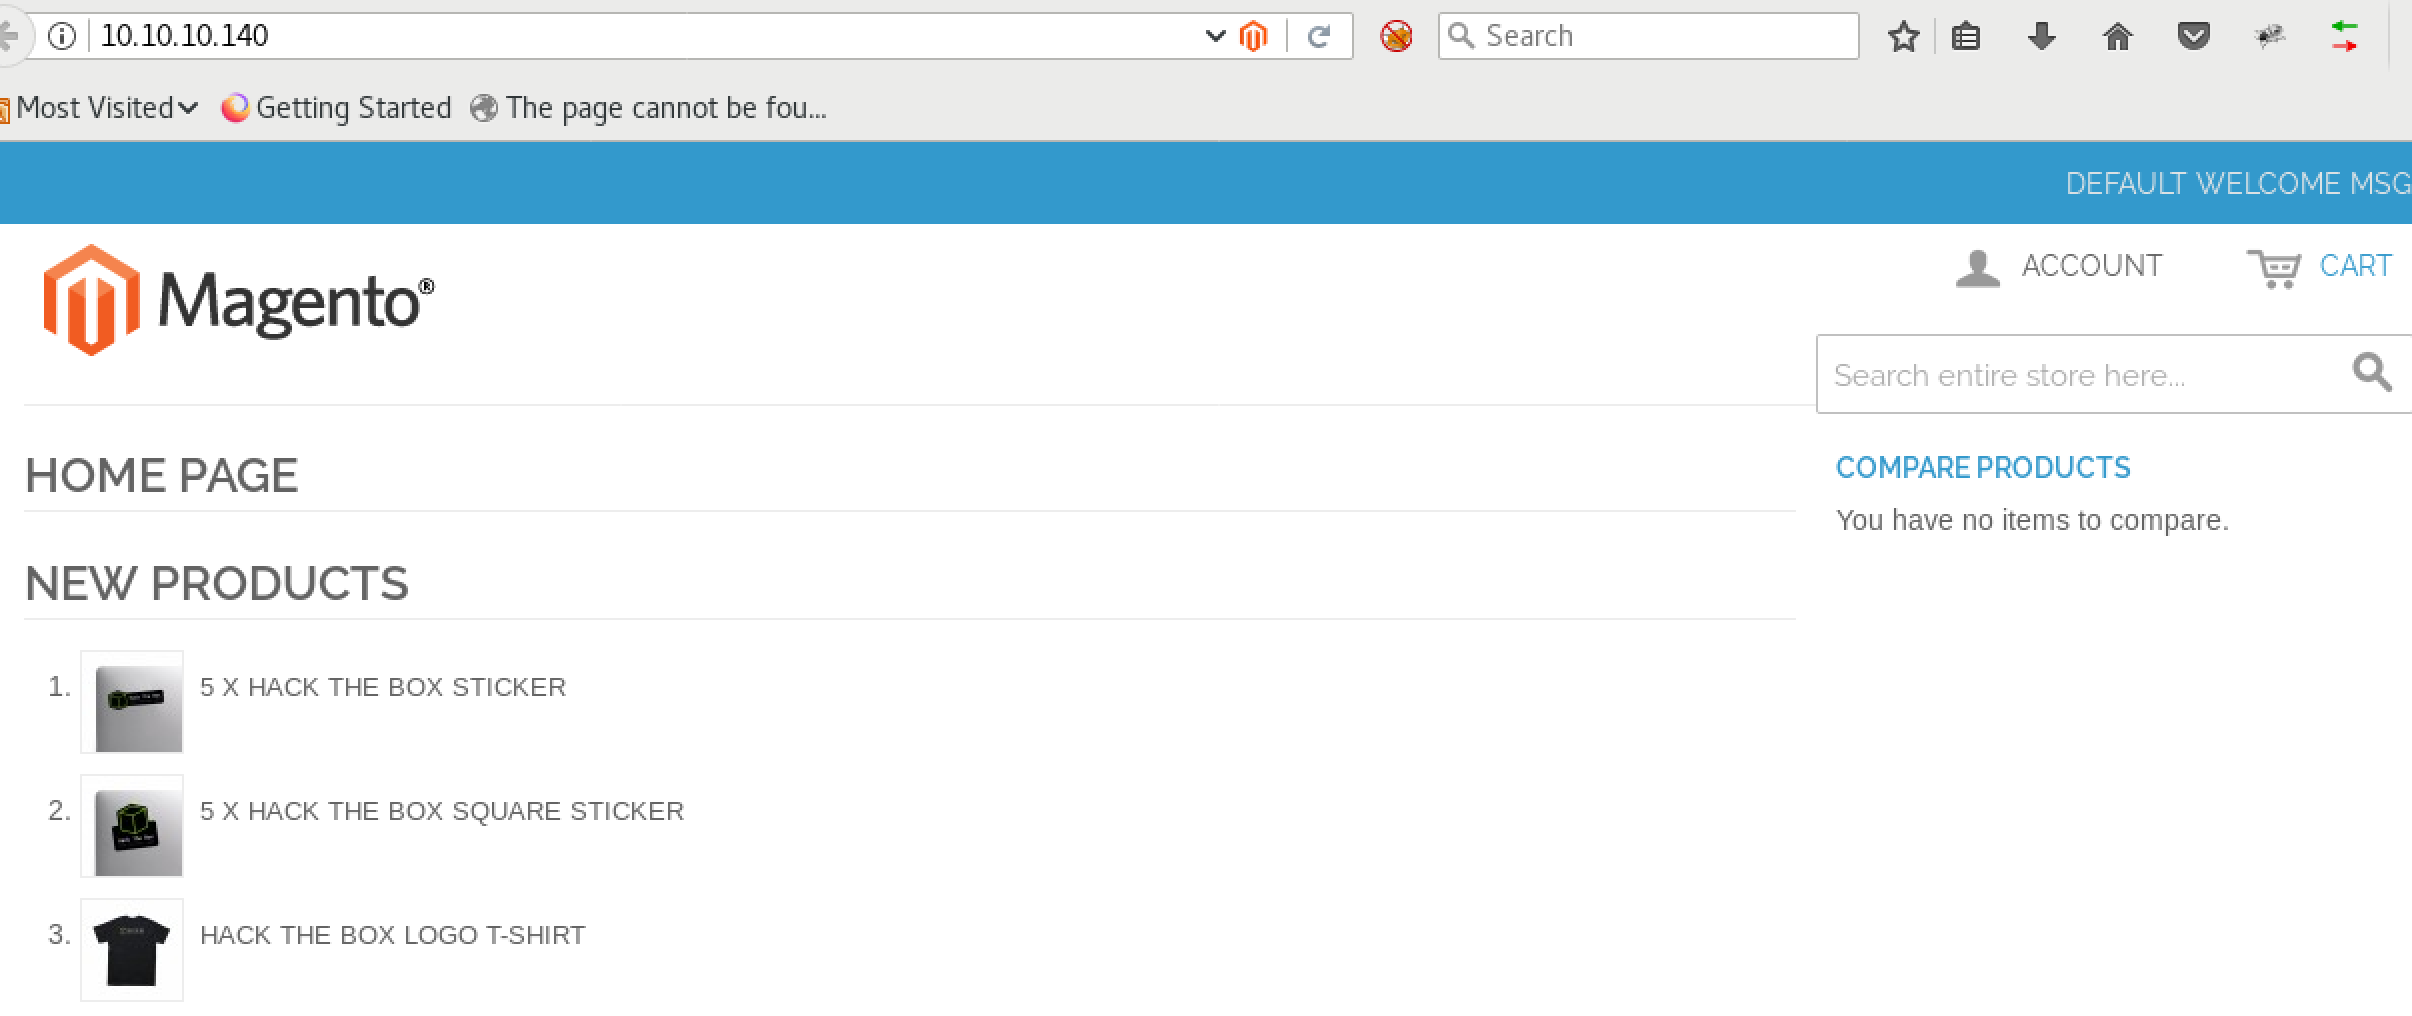 10.10.10.140
Search
Most Visited
Getting Started
The page cannot be fou...
DEFAULT WELCOME MSG
Magento®
ACCOUNT
CART
Search entire store here...
HOME PAGE
COMPARE PRODUCTS
You have no items to compare.
NEW PRODUCTS
1. 5 X HACK THE BOX STICKER
2. 5 X HACK THE BOX SQUARE STICKER
3. HACK THE BOX LOGO T-SHIRT